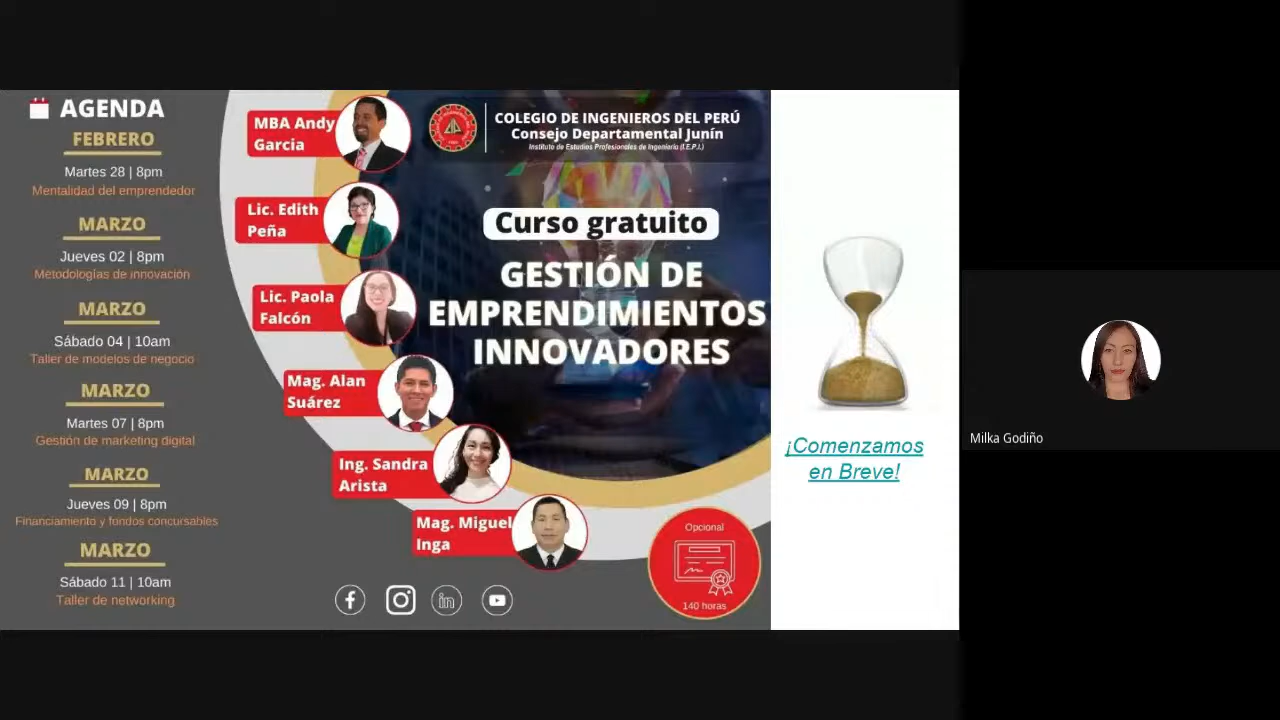 AGENDA
FEBRERO
Martes 28 | 8pm
Mentalidad del emprendedor
MARZO
Jueves 02 | 8pm
Metodologías de innovación
MARZO
Sábado 04 | 10am
Taller de modelos de negocio
MARZO
Martes 07 | 8pm
Gestión de marketing digital
MARZO
Jueves 09 | 8pm
Financiamiento y fondos concursables
MARZO
Sábado 11 | 10am
Taller de networking
MBA Andy
Garcia
Lic. Edith
Peña
Lic. Paola
Falcón
Mag. Alan
Suárez
Ing. Sandra
Arista
Mag. Miguel
Inga
COLEGIO DE INGENIEROS DEL PERÚ
Consejo Departamental Junín
Instituto de Estudios Profesionales de Ingeniería (I.E.P.I.)
Curso gratuito
GESTIÓN DE
EMPRENDIMIENTOS
INNOVADORES
Opcional
140 horas
¡Comenzamos
en Breve!
Milka Godiño